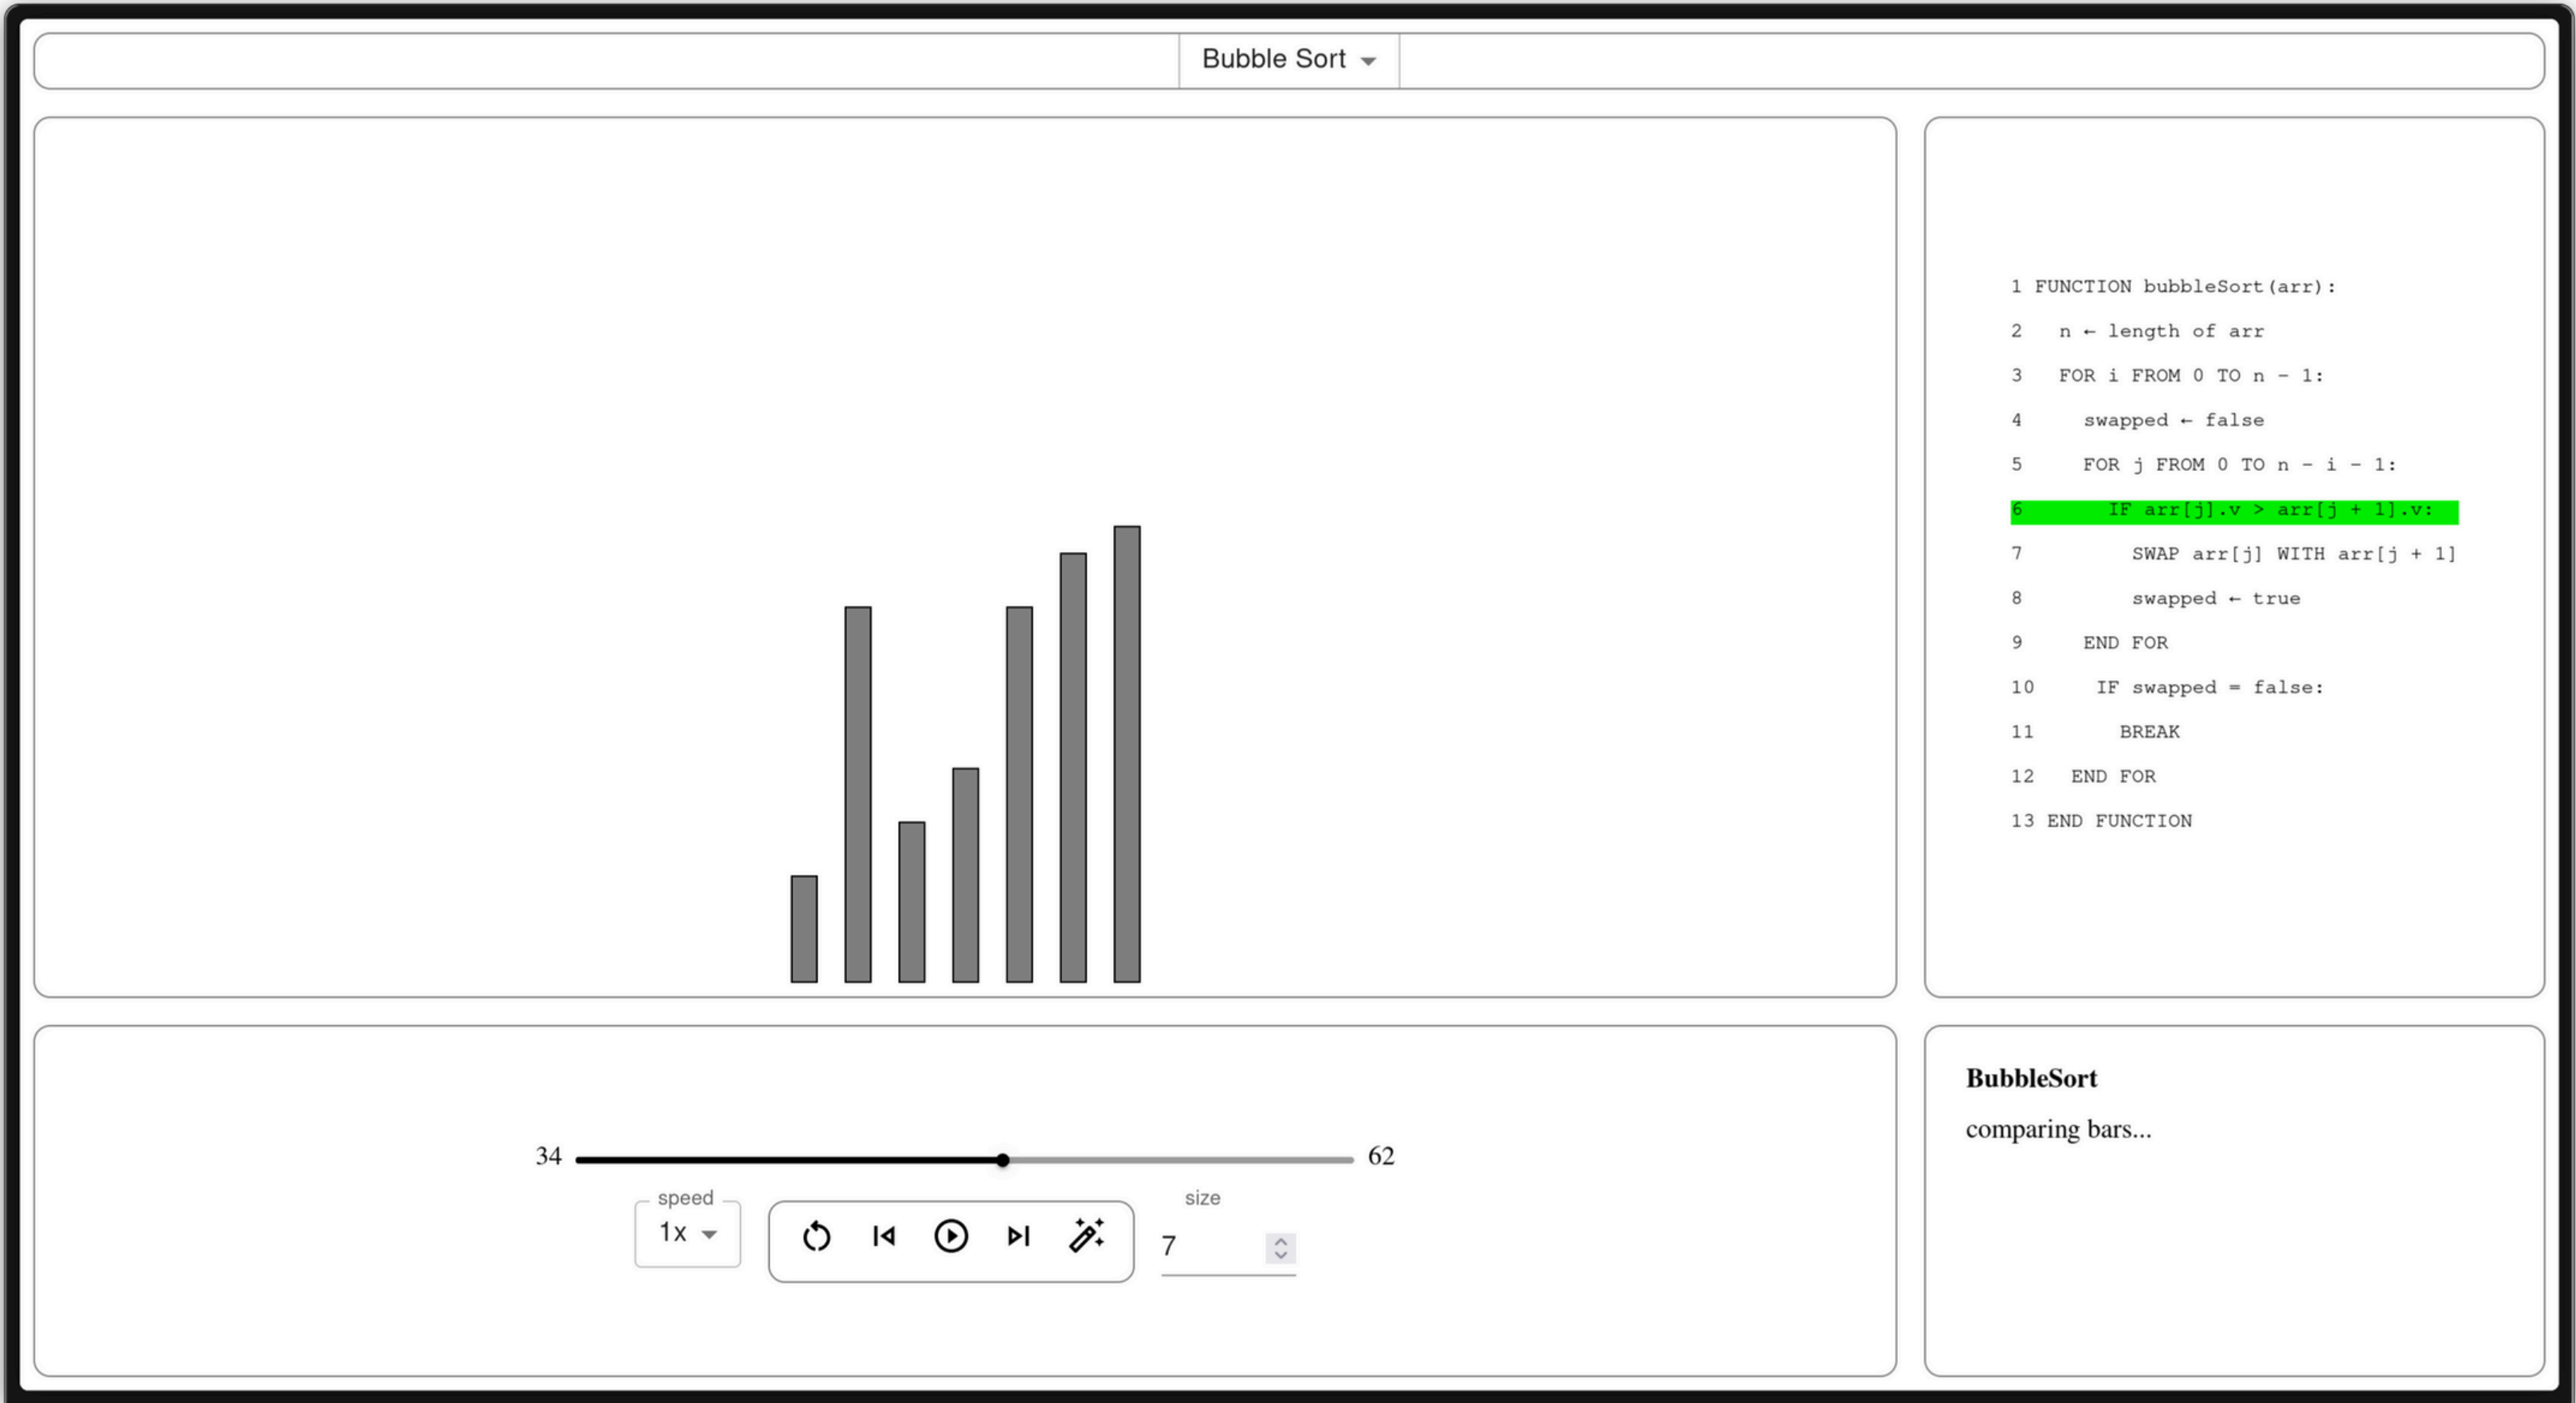 Bubble Sort
1 FUNCTION bubbleSort(arr):
2 n ← length of arr
3 FOR i FROM 0 TO n - 1:
4 swapped ← false
5 FOR j FROM 0 TO n - i - 1:
6 IF arr[j].v > arr[j + 1].v:
7 SWAP arr[j] WITH arr[j + 1]
8 swapped ← true
9 END FOR
10 IF swapped = false:
11 BREAK
12 END FOR
13 END FUNCTION
34 62
speed size
1x 7
BubbleSort
comparing bars...